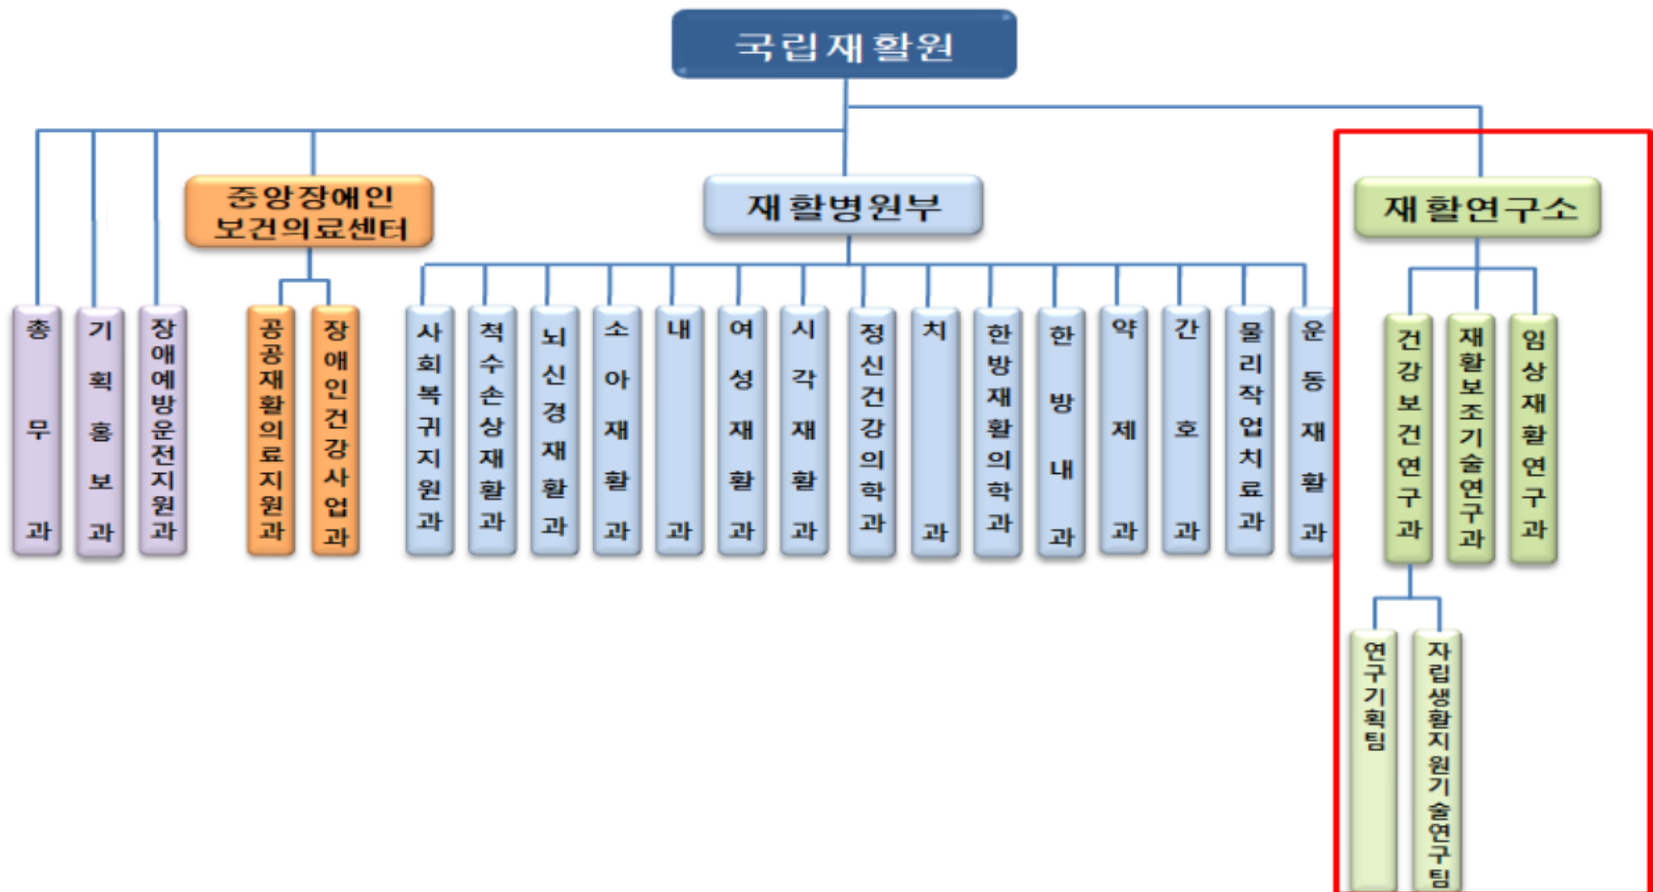 국립재활원
중앙장애인
보건의료센터
재활병원부
재활연구소
총무과
기획홍보과
장애예방운전지원과
공공재활의료지원과
장애인건강사업과
사회복귀지원과
척수손상재활과
뇌신경재활과
소아재활과
내과
여성재활과
시각재활과
정신건강의학과
치과
한방재활의학과
한방내과
약제과
간호과
물리작업치료과
운동재활과
건강보건연구과
재활보조기술연구과
임상재활연구과
연구기획팀
자립생활지원기술연구팀